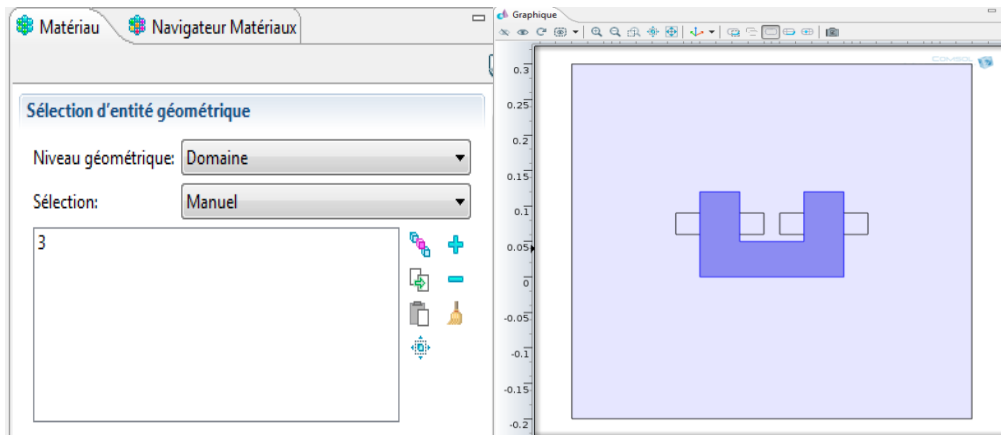 Matériau
Navigateur Matériaux
Sélection d'entité géométrique
Niveau géométrique: Domaine
Sélection: Manuel
3
Graphique
COMSOL
0.3
0.25
0.2
0.15
0.1
0.05
0
-0.05
-0.1
-0.15
-0.2